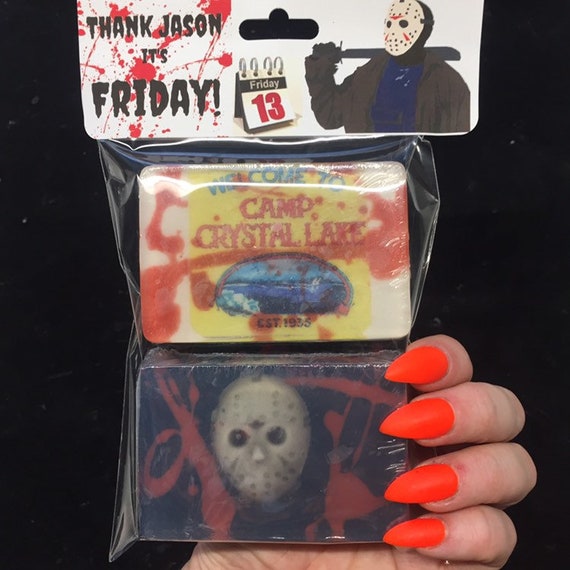 THANK JASON
IT'S
FRIDAY!
Friday
13
WELCOME TO
CAMP
CRYSTAL LAKE
EST. 1935